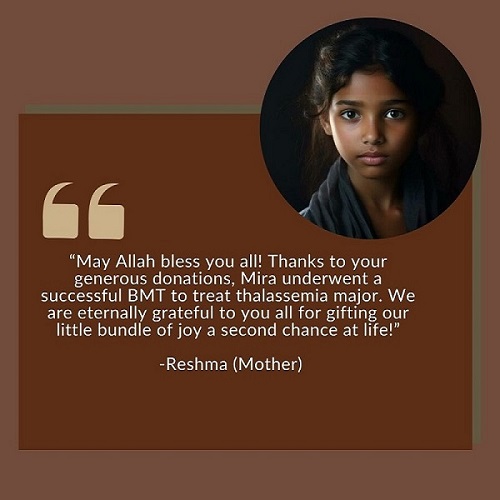 “May Allah bless you all! Thanks to your
generous donations, Mira underwent a
successful BMT to treat thalassemia major. We
are eternally grateful to you all for gifting our
little bundle of joy a second chance at life!”
-Reshma (Mother)